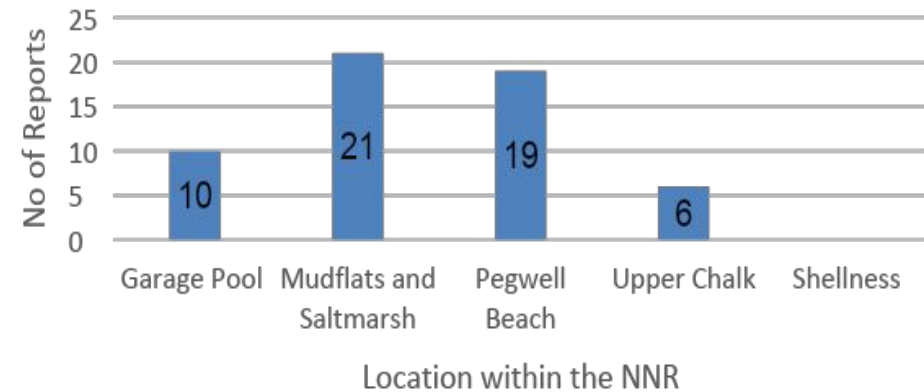 25
20
15
10
5
0
No of Reports
10
21
19
6
Garage Pool
Mudflats and
Saltmarsh
Pegwell
Beach
Upper Chalk
Shellness
Location within the NNR